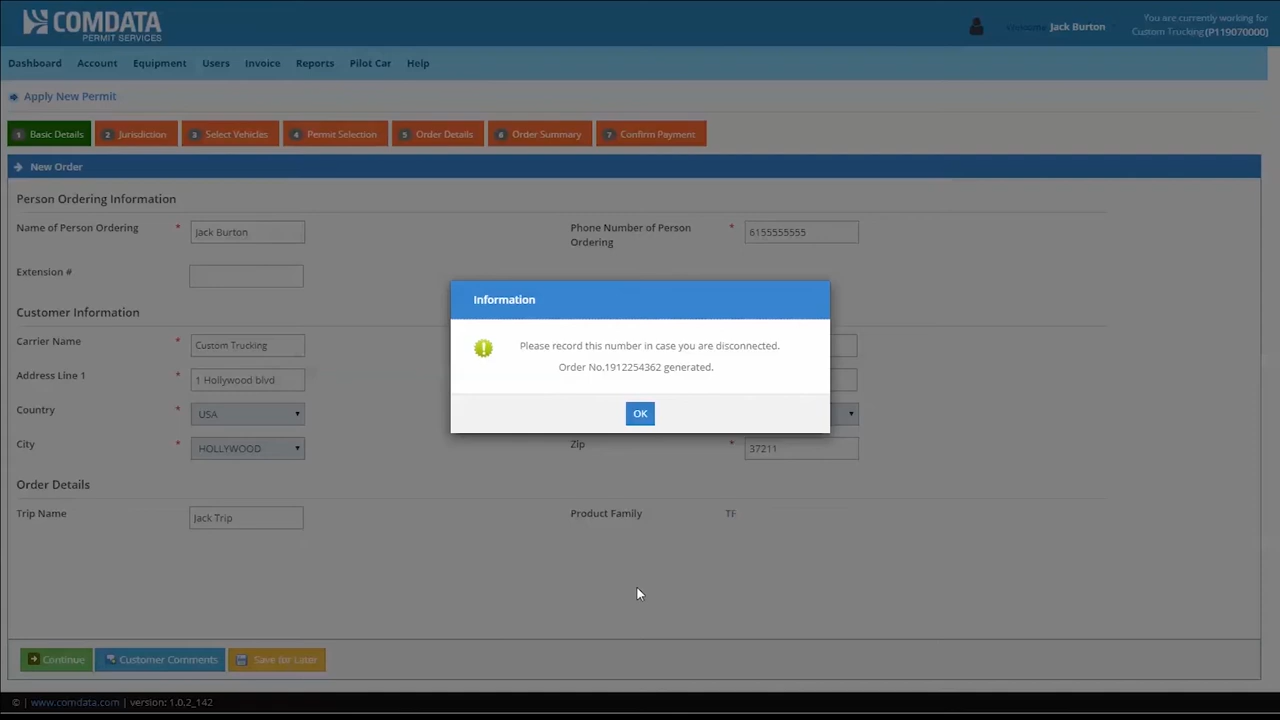 COMDATA
PERMIT SERVICES
Welcome Jack Burton
You are currently working for
Custom Trucking (P119070000)
Dashboard Account Equipment Users Invoice Reports Pilot Car Help
Apply New Permit
1 Basic Details 2 Jurisdiction 3 Select Vehicles 4 Permit Selection 5 Order Details 6 Order Summary 7 Confirm Payment
New Order
Person Ordering Information
Name of Person Ordering * Jack Burton
Phone Number of Person * 6155555555
Ordering
Extension #
Information
Customer Information
Please record this number in case you are disconnected.
Order No.1912254362 generated.
OK
Carrier Name * Custom Trucking
Address Line 1 * 1 Hollywood blvd
Country * USA
City * HOLLYWOOD
Zip * 37211
Order Details
Trip Name Jack Trip
Product Family TF
Continue Customer Comments Save for Later
© | www.comdata.com | version: 1.0.2_142